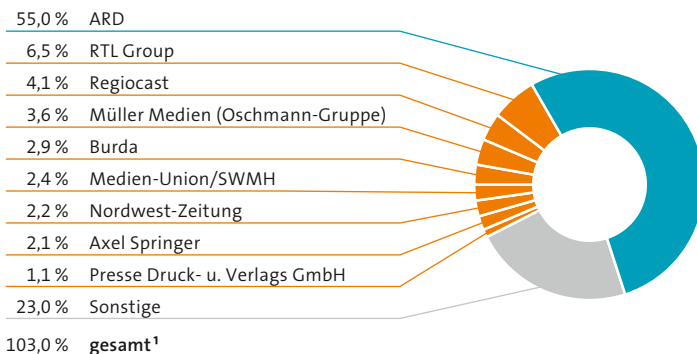 55,0 % ARD
6,5 % RTL Group
4,1 % Regiocast
3,6 % Müller Medien (Oschmann-Gruppe)
2,9 % Burda
2,4 % Medien-Union/SWMH
2,2 % Nordwest-Zeitung
2,1 % Axel Springer
1,1 % Presse Druck- u. Verlags GmbH
23,0 % Sonstige
103,0 % gesamt¹